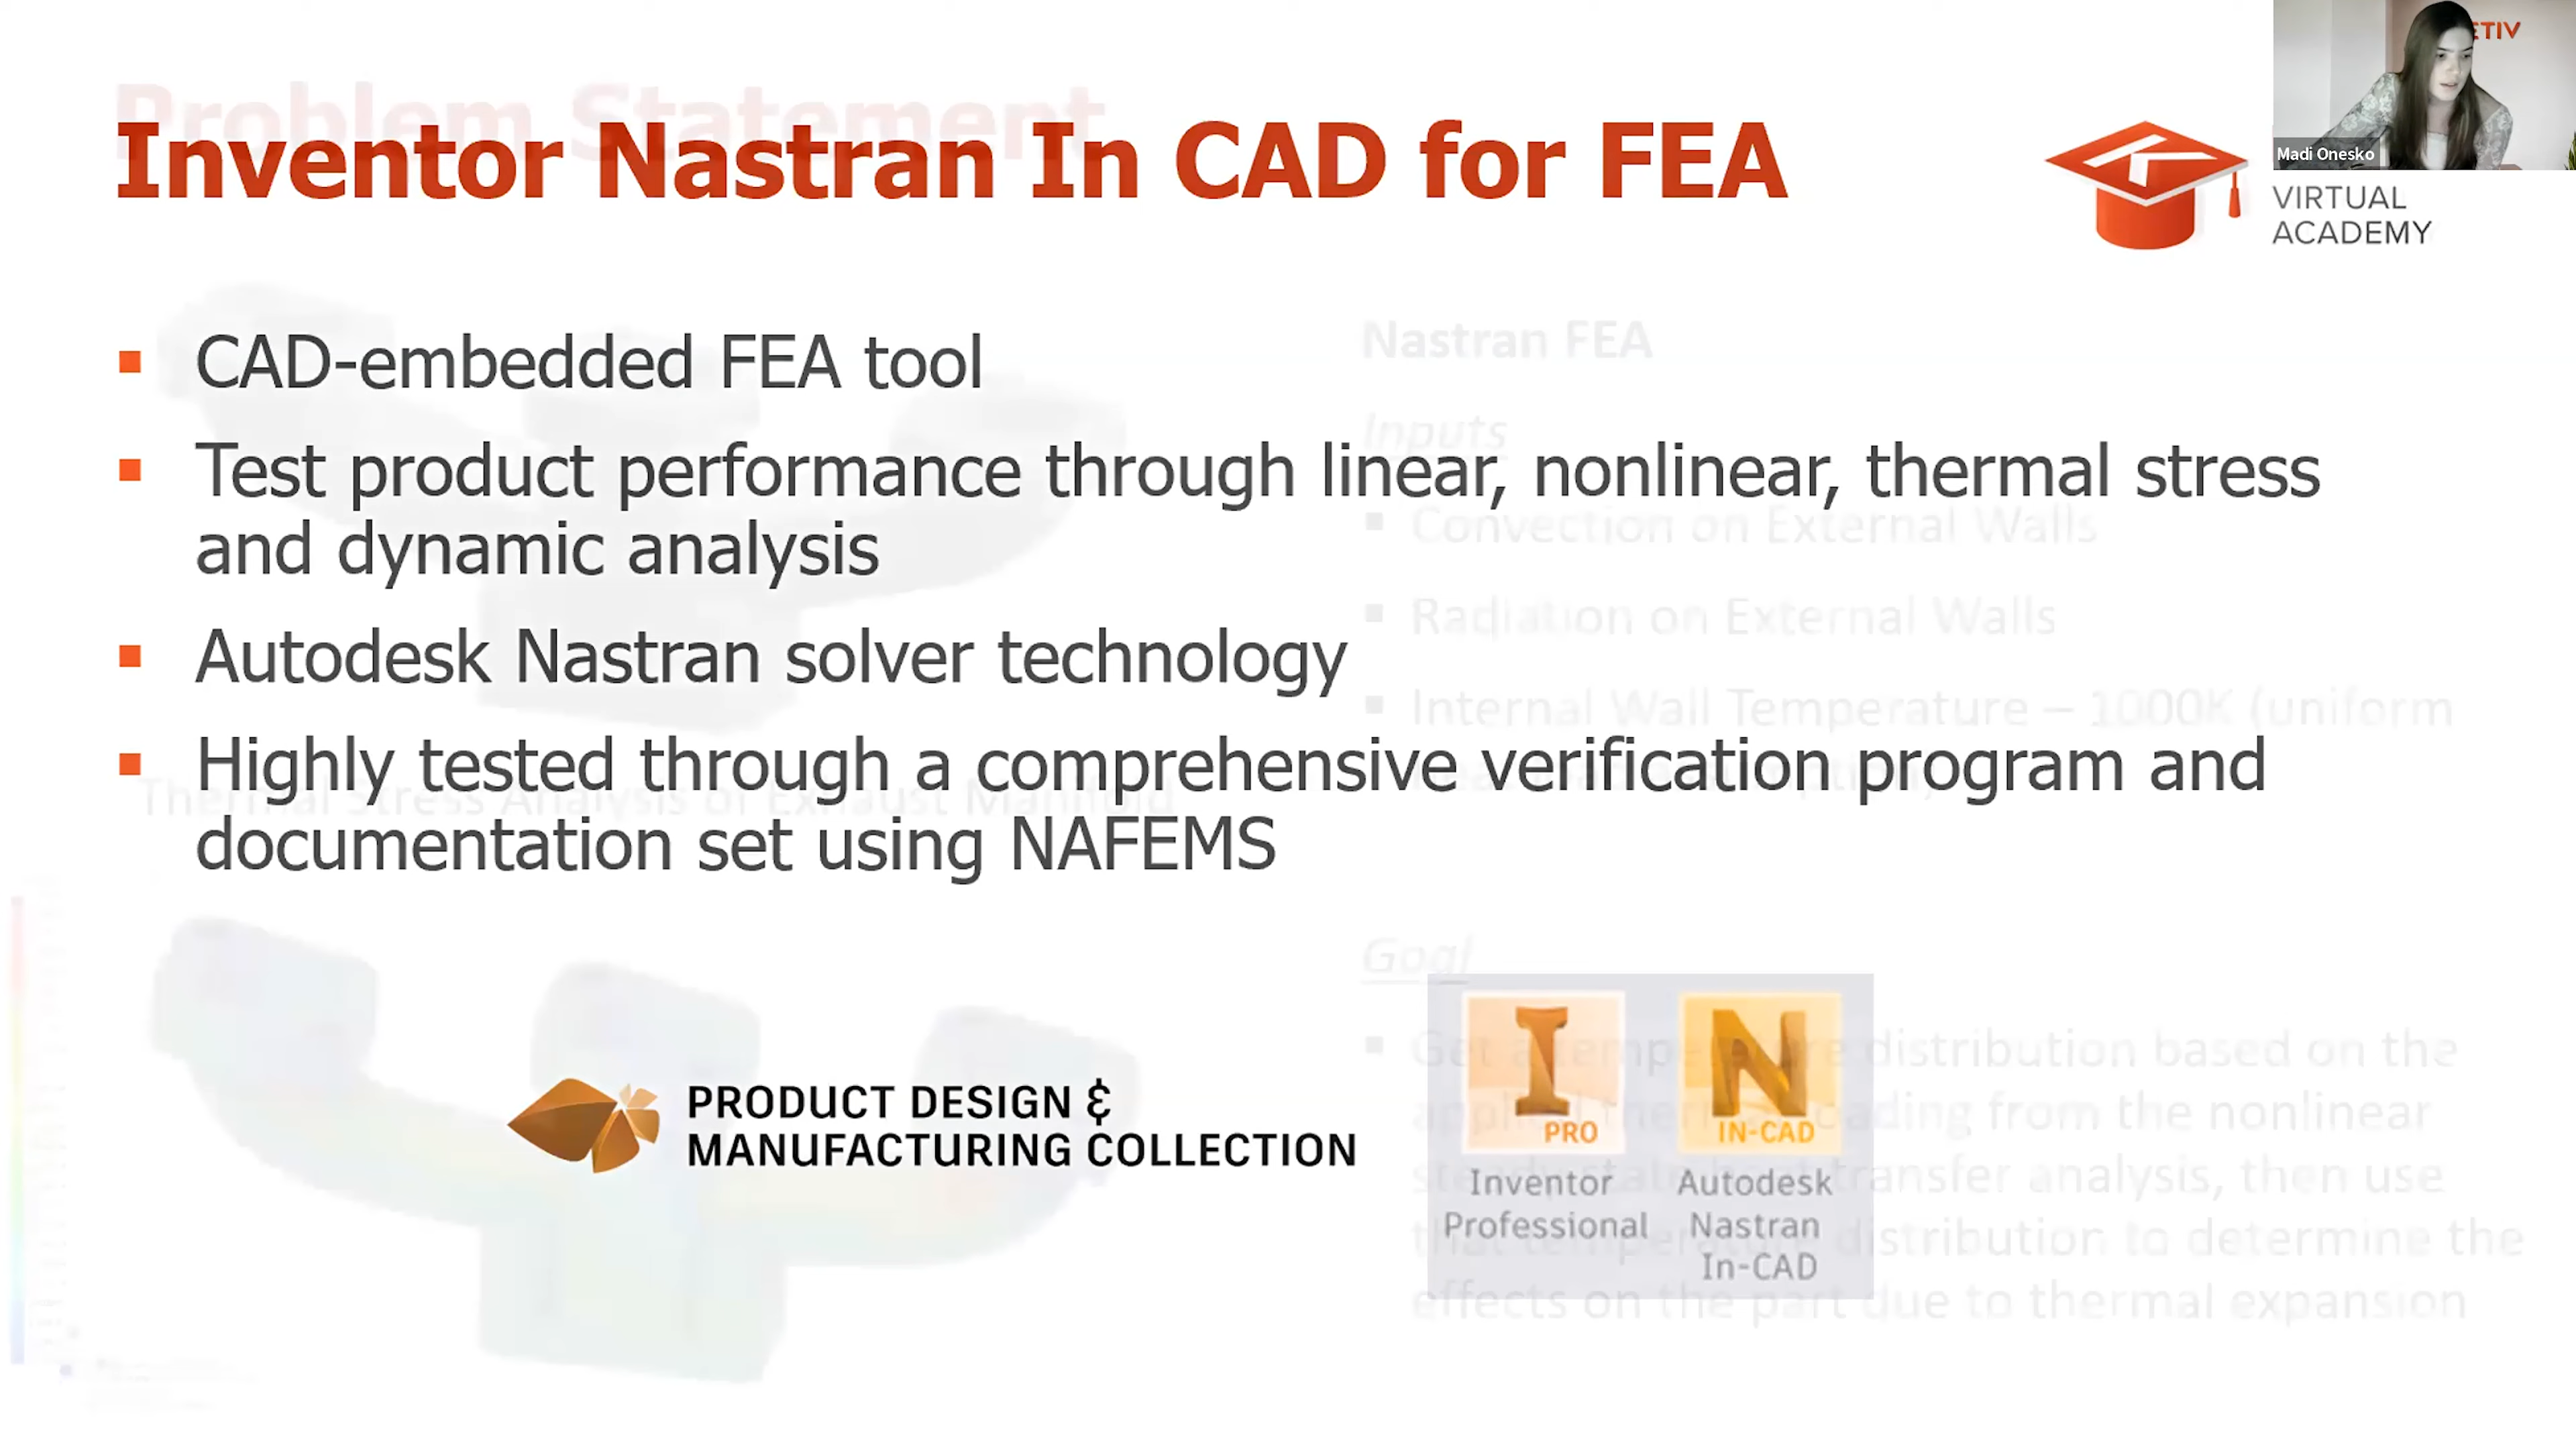 Problem Statement
Inventor Nastran In CAD for FEA
ETIV
Madi Onesko
VIRTUAL
ACADEMY
▪ CAD-embedded FEA tool
▪ Test product performance through linear, nonlinear, thermal stress
and dynamic analysis
▪ Autodesk Nastran solver technology
▪ Highly tested through a comprehensive verification program and
documentation set using NAFEMS
Thermal Stress Analysis of Exhaust Manifold
Nastran FEA
Inputs
▪ Convection on External Walls
▪ Radiation on External Walls
▪ Internal Wall Temperature – 1000K (uniform
Goal
▪ Get a temperature distribution based on the
applied thermal loading from the nonlinear
steady state heat transfer analysis, then use
that temperature distribution to determine the
effects on the part due to thermal expansion
PRODUCT DESIGN &
MANUFACTURING COLLECTION
I PRO
Inventor
Professional
N IN-CAD
Autodesk
Nastran
In-CAD